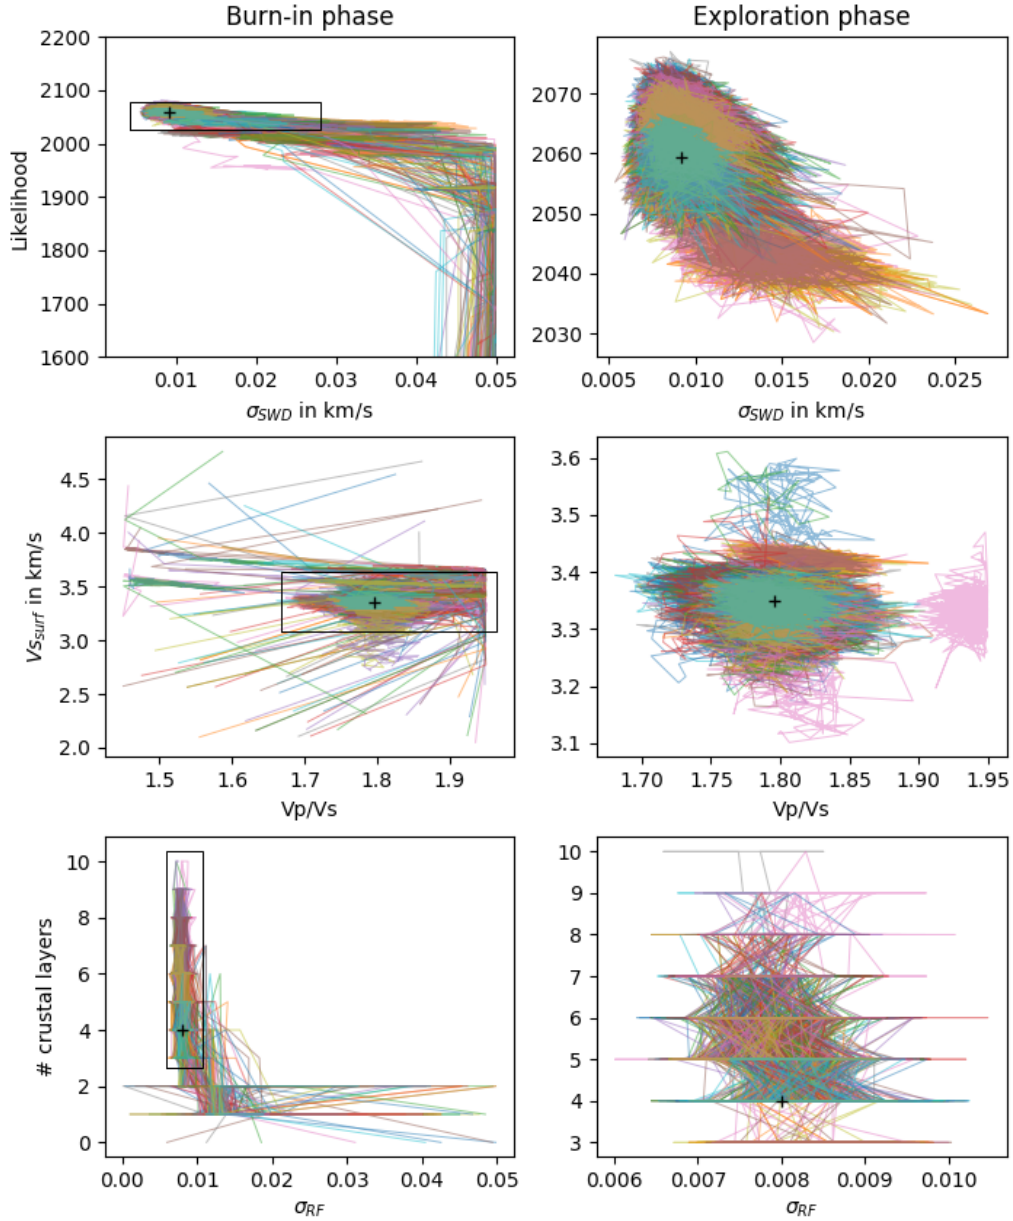 Burn-in phase
Exploration phase
2200
2100
2000
1900
1800
1700
1600
Likelihood
0.01 0.02 0.03 0.04 0.05
σSWD in km/s
2070
2060
2050
2040
2030
0.005 0.010 0.015 0.020 0.025
σSWD in km/s
4.5
4.0
3.5
3.0
2.5
2.0
VSsurf in km/s
1.5 1.6 1.7 1.8 1.9
Vp/Vs
3.6
3.5
3.4
3.3
3.2
3.1
1.70 1.75 1.80 1.85 1.90 1.95
Vp/Vs
10
8
6
4
2
0
# crustal layers
0.00 0.01 0.02 0.03 0.04 0.05
σRF
10
9
8
7
6
5
4
3
0.006 0.007 0.008 0.009 0.010
σRF